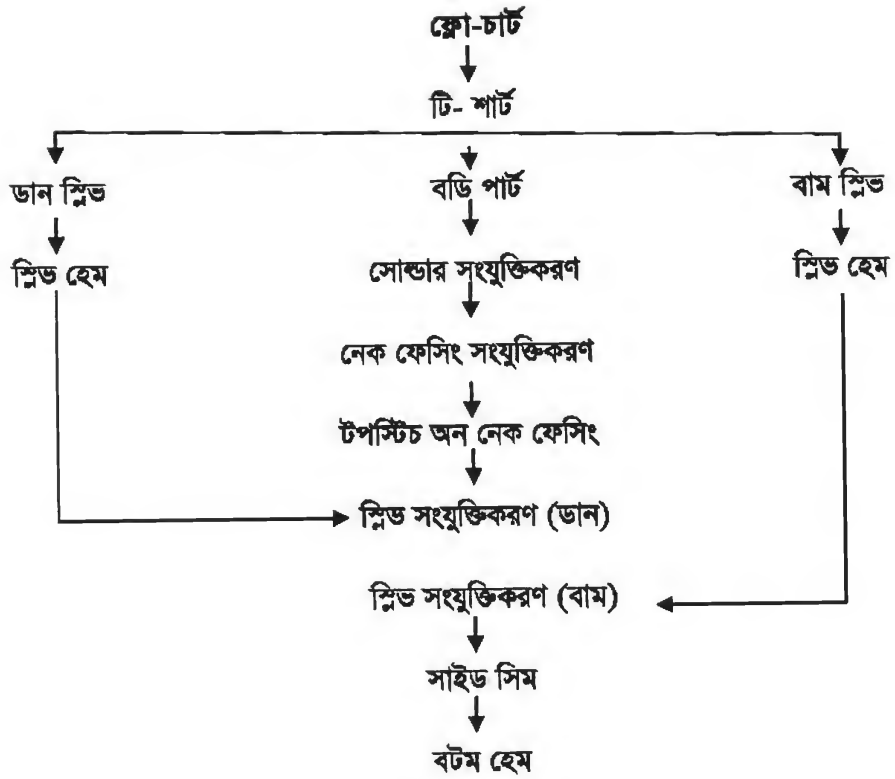 ফ্লো-চার্ট
টি- শার্ট
ডান স্লিভ
বডি পার্ট
বাম স্লিভ
স্লিভ হেম
সোল্ডার সংযুক্তিকরণ
স্লিভ হেম
নেক ফেসিং সংযুক্তিকরণ
টপস্টিচ অন নেক ফেসিং
স্লিভ সংযুক্তিকরণ (ডান)
স্লিভ সংযুক্তিকরণ (বাম)
সাইড সিম
বটম হেম